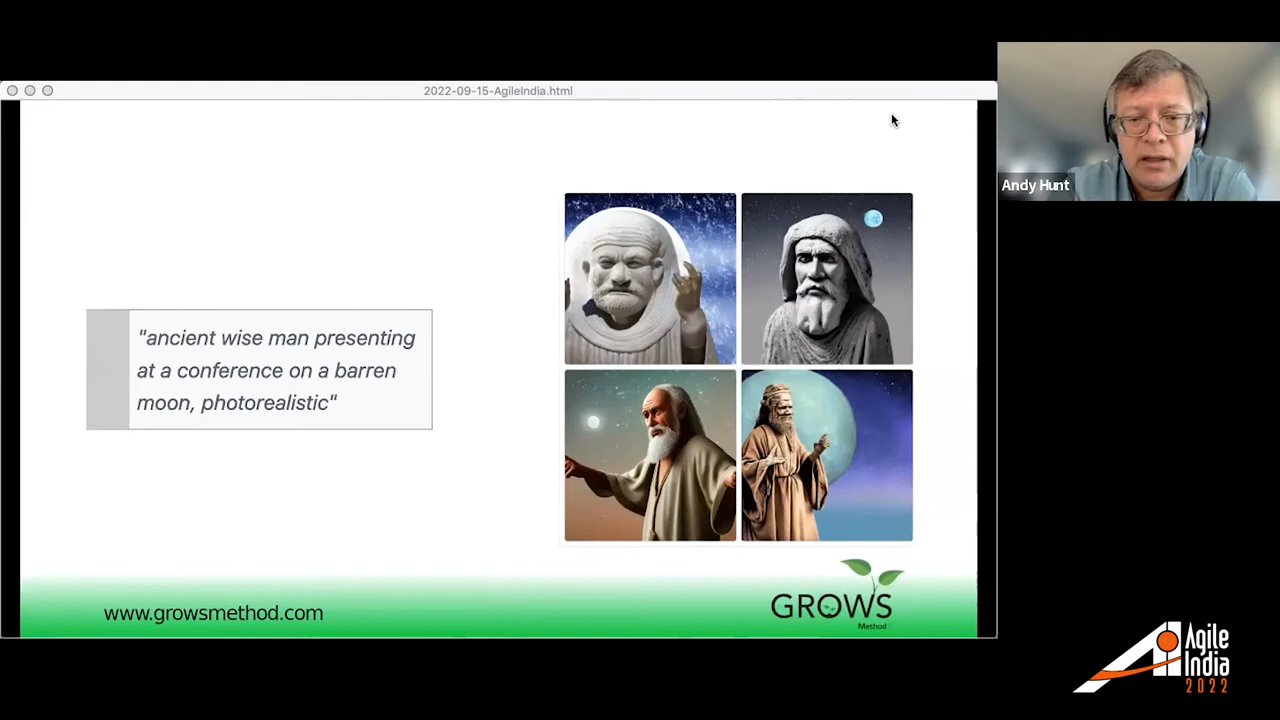 2022-09-15-AgileIndia.html
Andy Hunt
"ancient wise man presenting
at a conference on a barren
moon, photorealistic"
www.growsmethod.com
GROWS
Method
Agile
India
2022